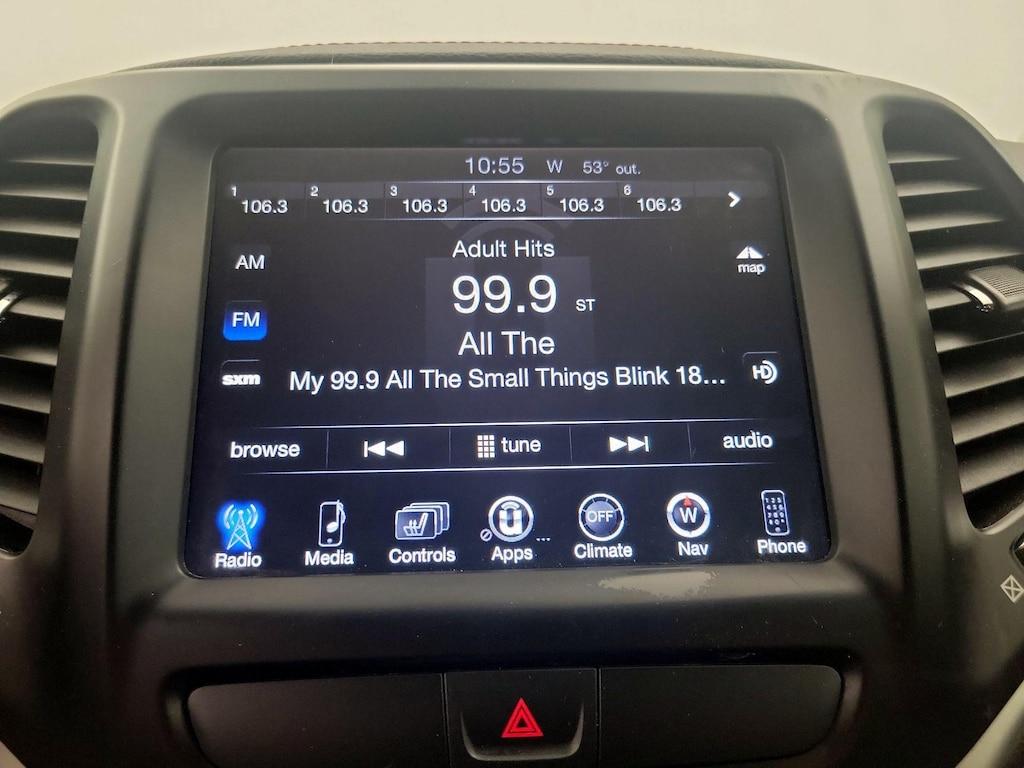 10:55 W 53° out.
1 106.3 2 106.3 3 106.3 4 106.3 5 106.3 6 106.3
Adult Hits
AM
map
99.9 ST
FM
All The
sxm My 99.9 All The Small Things Blink 18... HD
browse tune audio
OFF W
Radio Media Controls Apps ... Climate Nav Phone